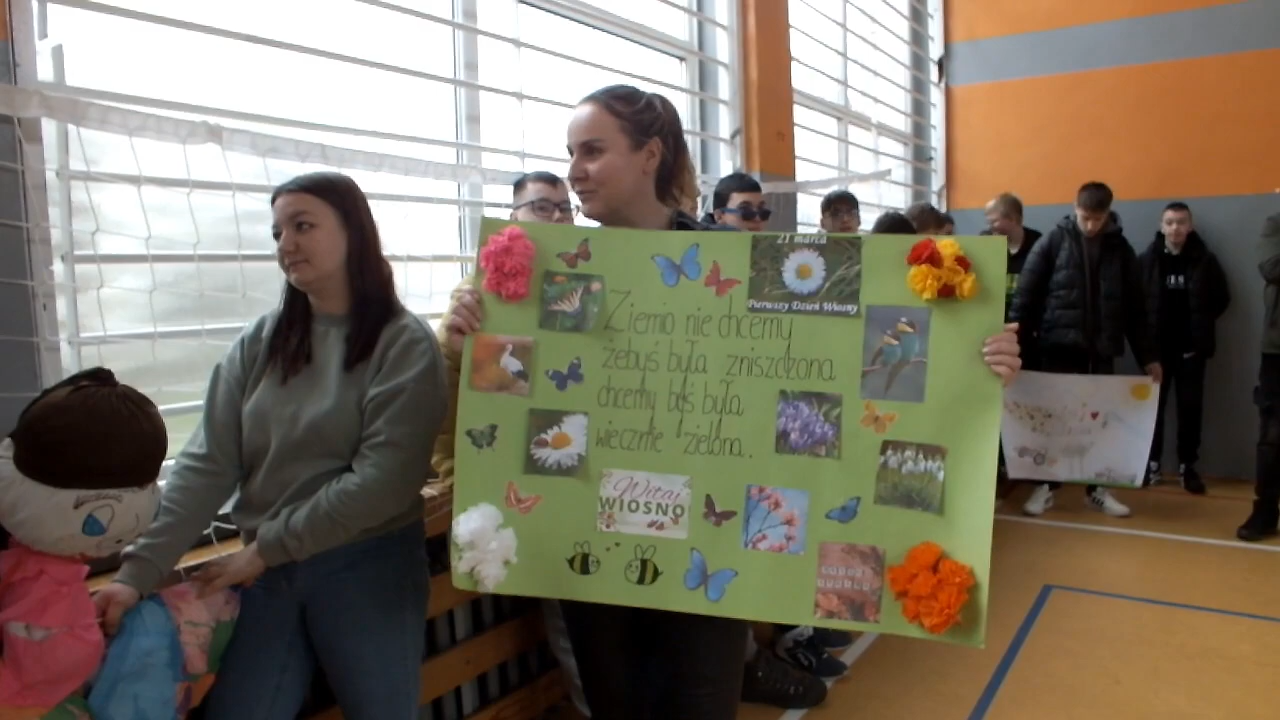 21 marca
Pierwszy Dzień Wiosny
Ziemio nie chcemy
żebyś była zniszczona
chcemy byś była
wiecznie zielona.
Witaj
WIOSNO